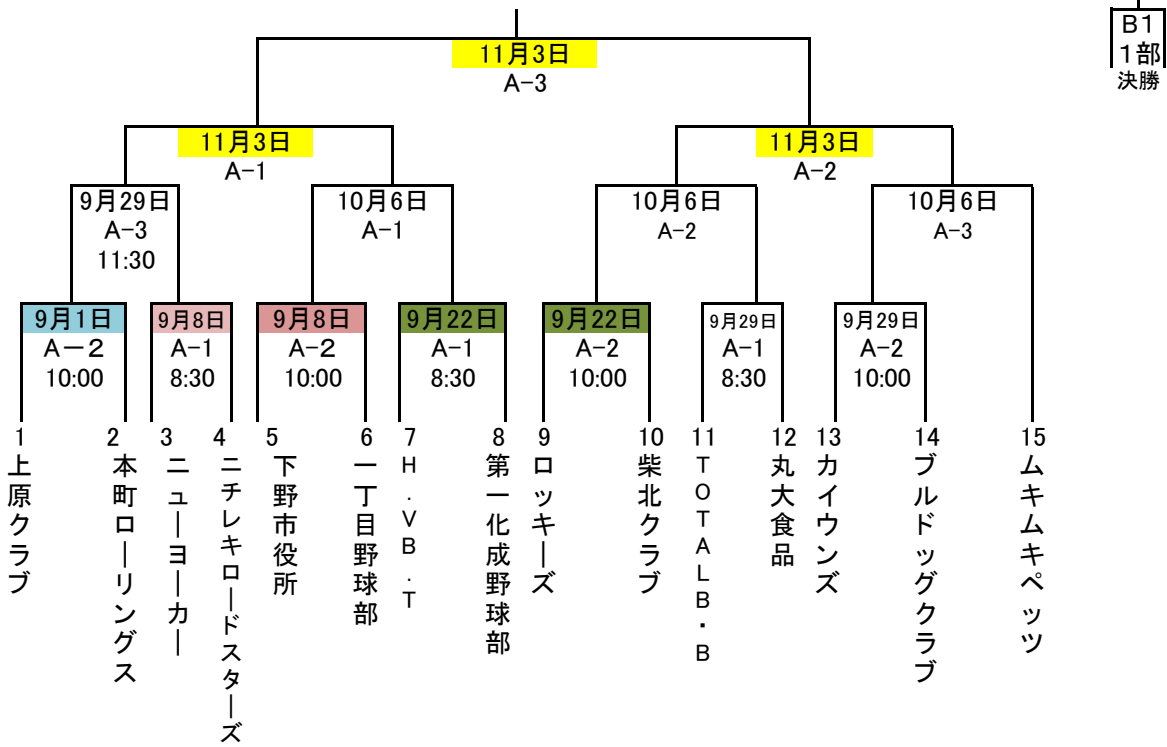 11月3日
A-3
B1
1部
決勝
11月3日
A-1
11月3日
A-2
9月29日
A-3
11:30
10月6日
A-1
10月6日
A-2
10月6日
A-3
9月1日
A－2
10:00
9月8日
A-1
8:30
9月8日
A-2
10:00
9月22日
A-1
8:30
9月22日
A-2
10:00
9月29日
A-1
8:30
9月29日
A-2
10:00
1
上原クラブ
2
本町ローリングス
3
ニューヨーカー
4
ニチレキロードスターズ
5
下野市役所
6
一丁目野球部
7
H.VB.T
8
第一化成野球部
9
ロッキーズ
10
柴北クラブ
11
TOTALB・B
12
丸大食品
13
カイウンズ
14
ブルドッグクラブ
15
ムキムキペッツ